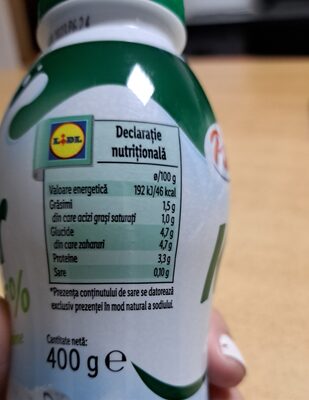 LIDL
Declarație
nutrițională
ø/100 g
Valoare energetică 192 kJ/46 kcal
Grăsimi 1,5 g
din care acizi grași saturați 1,0 g
Glucide 4,7 g
din care zaharuri 4,7 g
Proteine 3,3 g
Sare 0,10 g
*Prezența conținutului de sare se datorează
exclusiv prezenței în mod natural a sodiului.
Cantitate netă:
400 g e
%